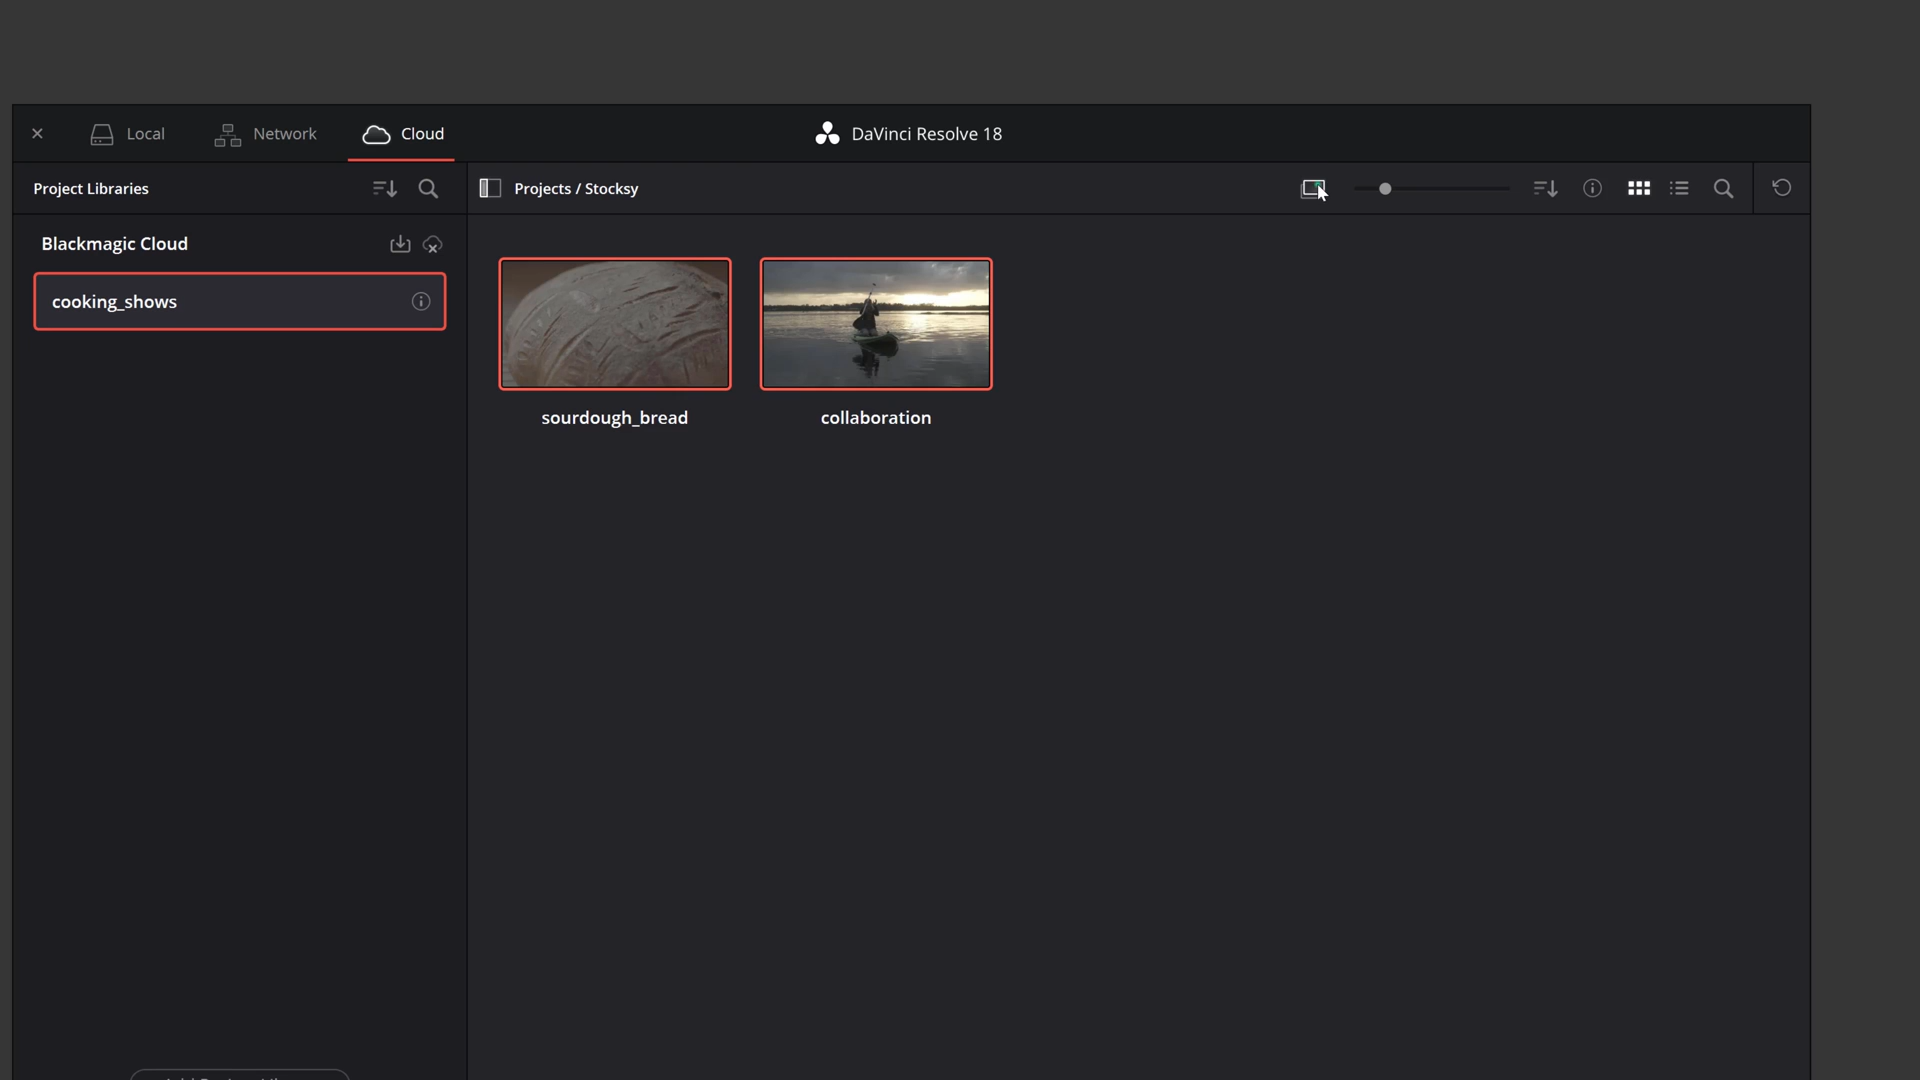 Local
Network
Cloud
DaVinci Resolve 18
Project Libraries
Projects / Stocksy
Blackmagic Cloud
cooking_shows
sourdough_bread
collaboration